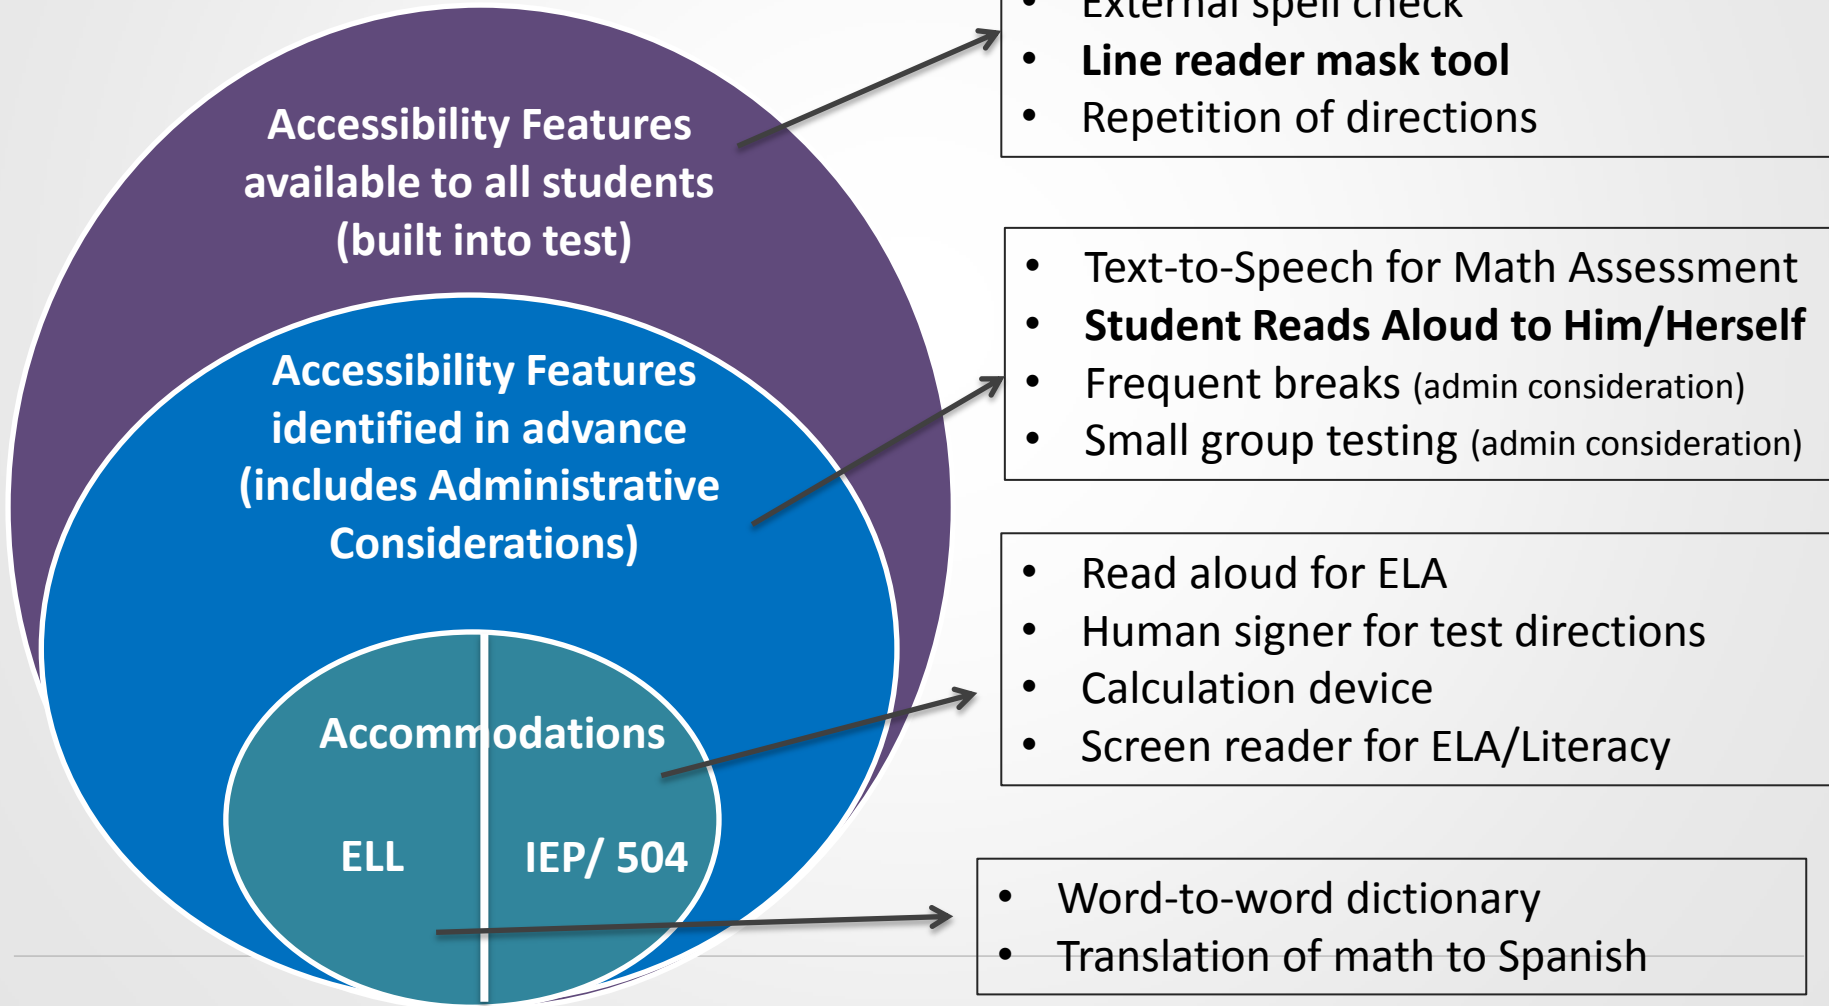 Accessibility Features
available to all students
(built into test)
Accessibility Features
identified in advance
(includes Administrative
Considerations)
Accommodations
ELL
IEP/ 504
• External spell check
• Line reader mask tool
• Repetition of directions
• Text-to-Speech for Math Assessment
• Student Reads Aloud to Him/Herself
• Frequent breaks (admin consideration)
• Small group testing (admin consideration)
• Read aloud for ELA
• Human signer for test directions
• Calculation device
• Screen reader for ELA/Literacy
• Word-to-word dictionary
• Translation of math to Spanish